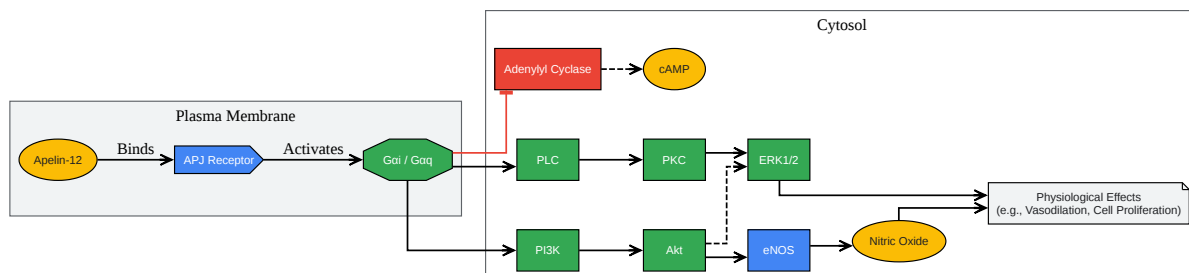 Cytosol
Adenylyl Cyclase
cAMP
Plasma Membrane
Apelin-12
Binds
APJ Receptor
Activates
Gαi / Gαq
PLC
PKC
ERK1/2
Physiological Effects
(e.g., Vasodilation, Cell Proliferation)
PI3K
Akt
eNOS
Nitric Oxide